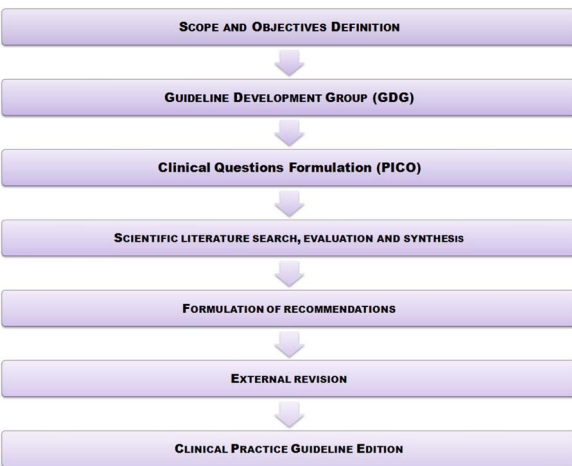 SCOPE AND OBJECTIVES DEFINITION
GUIDELINE DEVELOPMENT GROUP (GDG)
Clinical Questions Formulation (PICO)
SCIENTIFIC LITERATURE SEARCH, EVALUATION AND SYNTHESIS
FORMULATION OF RECOMMENDATIONS
EXTERNAL REVISION
CLINICAL PRACTICE GUIDELINE EDITION